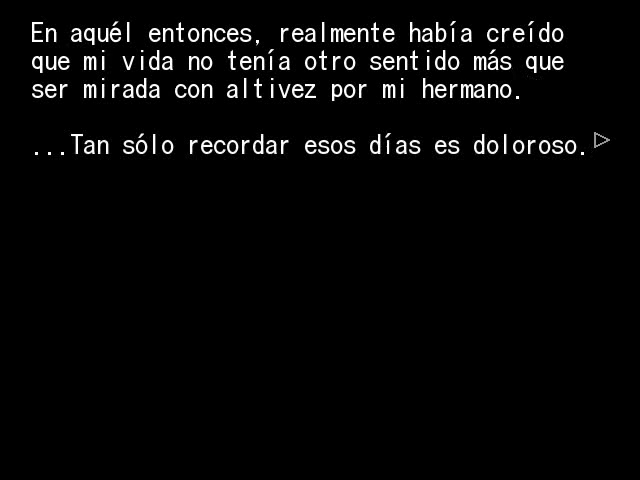 En aquél entonces, realmente había creído
que mi vida no tenía otro sentido más que
ser mirada con altivez por mi hermano.
...Tan sólo recordar esos días es doloroso.